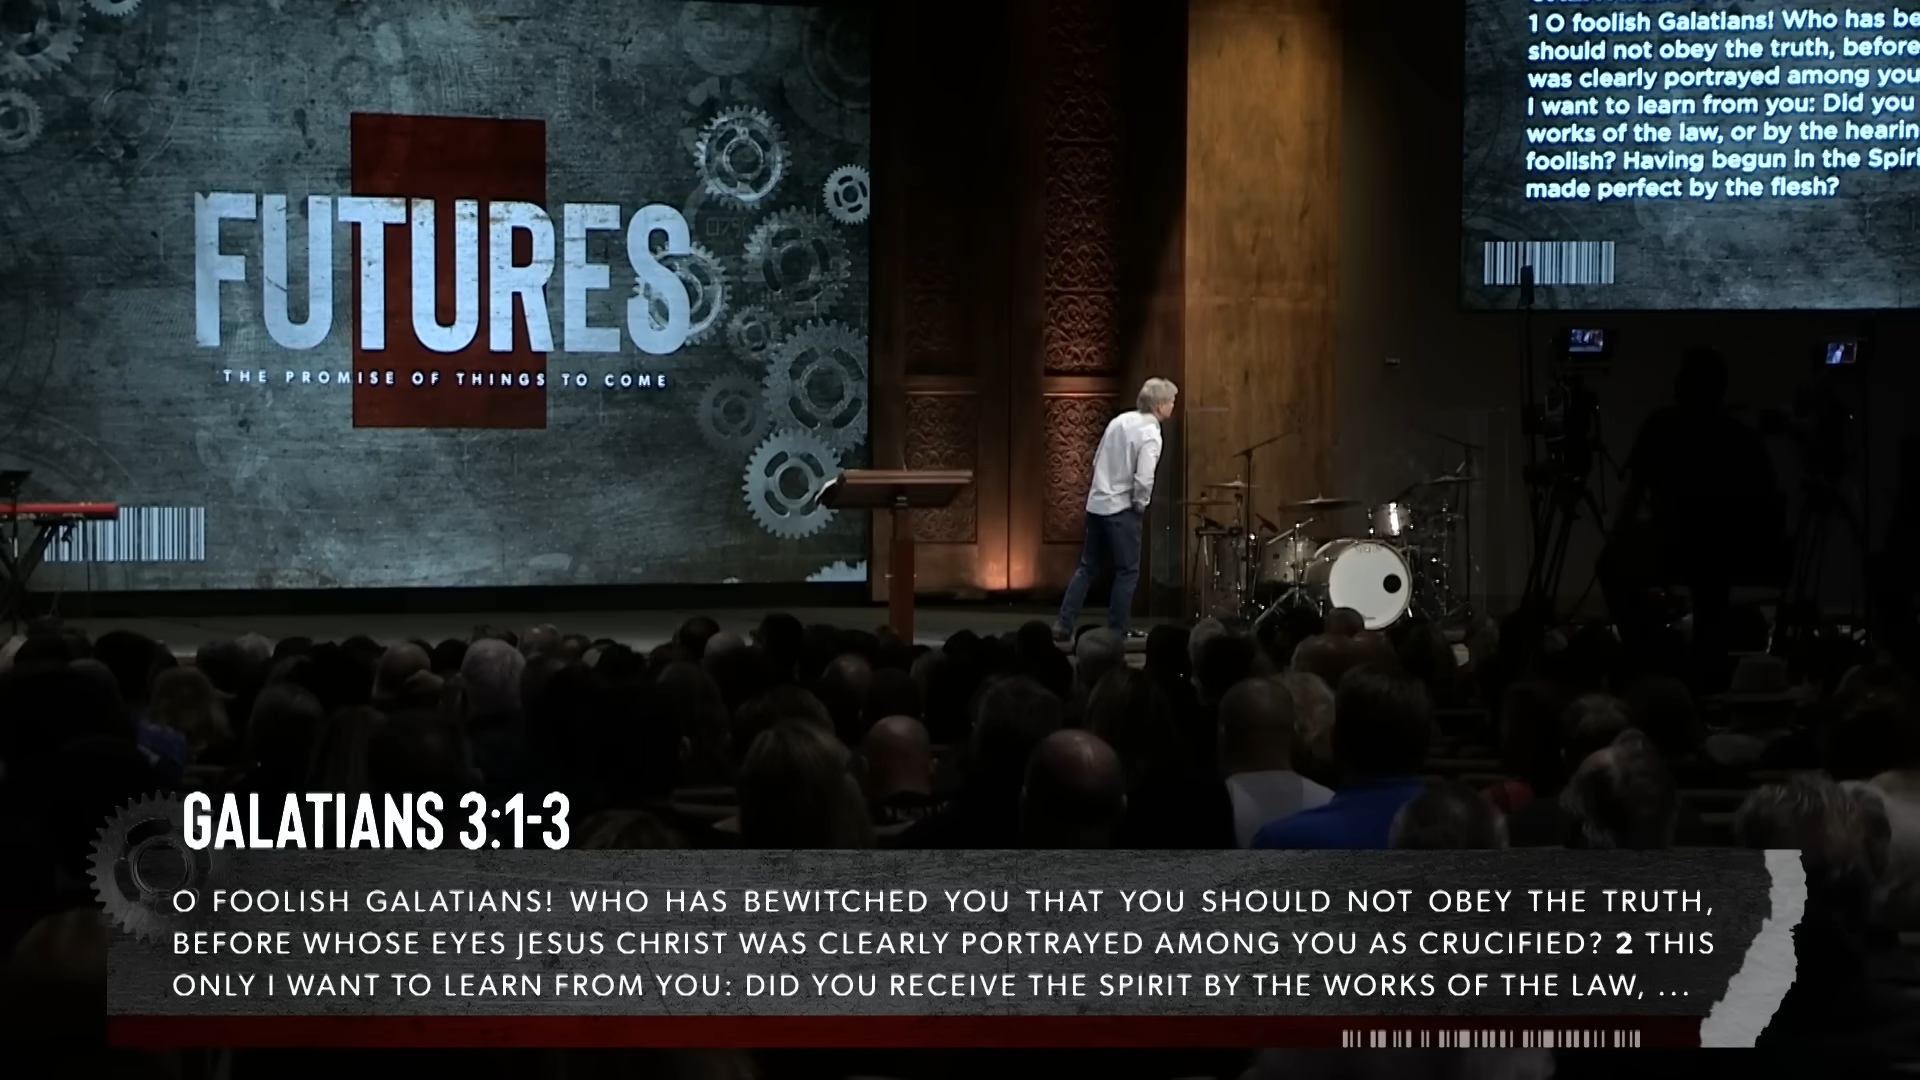 FUTURES
THE PROMISE OF THINGS TO COME
1 O foolish Galatians! Who has be
should not obey the truth, before
was clearly portrayed among you
I want to learn from you: Did you
works of the law, or by the hearin
foolish? Having begun in the Spiri
made perfect by the flesh?
GALATIANS 3:1-3
O FOOLISH GALATIANS! WHO HAS BEWITCHED YOU THAT YOU SHOULD NOT OBEY THE TRUTH,
BEFORE WHOSE EYES JESUS CHRIST WAS CLEARLY PORTRAYED AMONG YOU AS CRUCIFIED? 2 THIS
ONLY I WANT TO LEARN FROM YOU: DID YOU RECEIVE THE SPIRIT BY THE WORKS OF THE LAW, ...